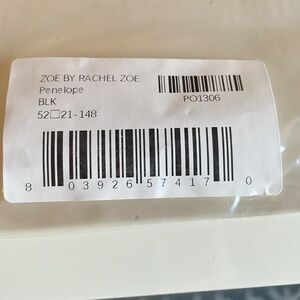 ZOE BY RACHEL ZOE
Penelope
BLK
52□21-148
PO1306
8 03926 57417 0